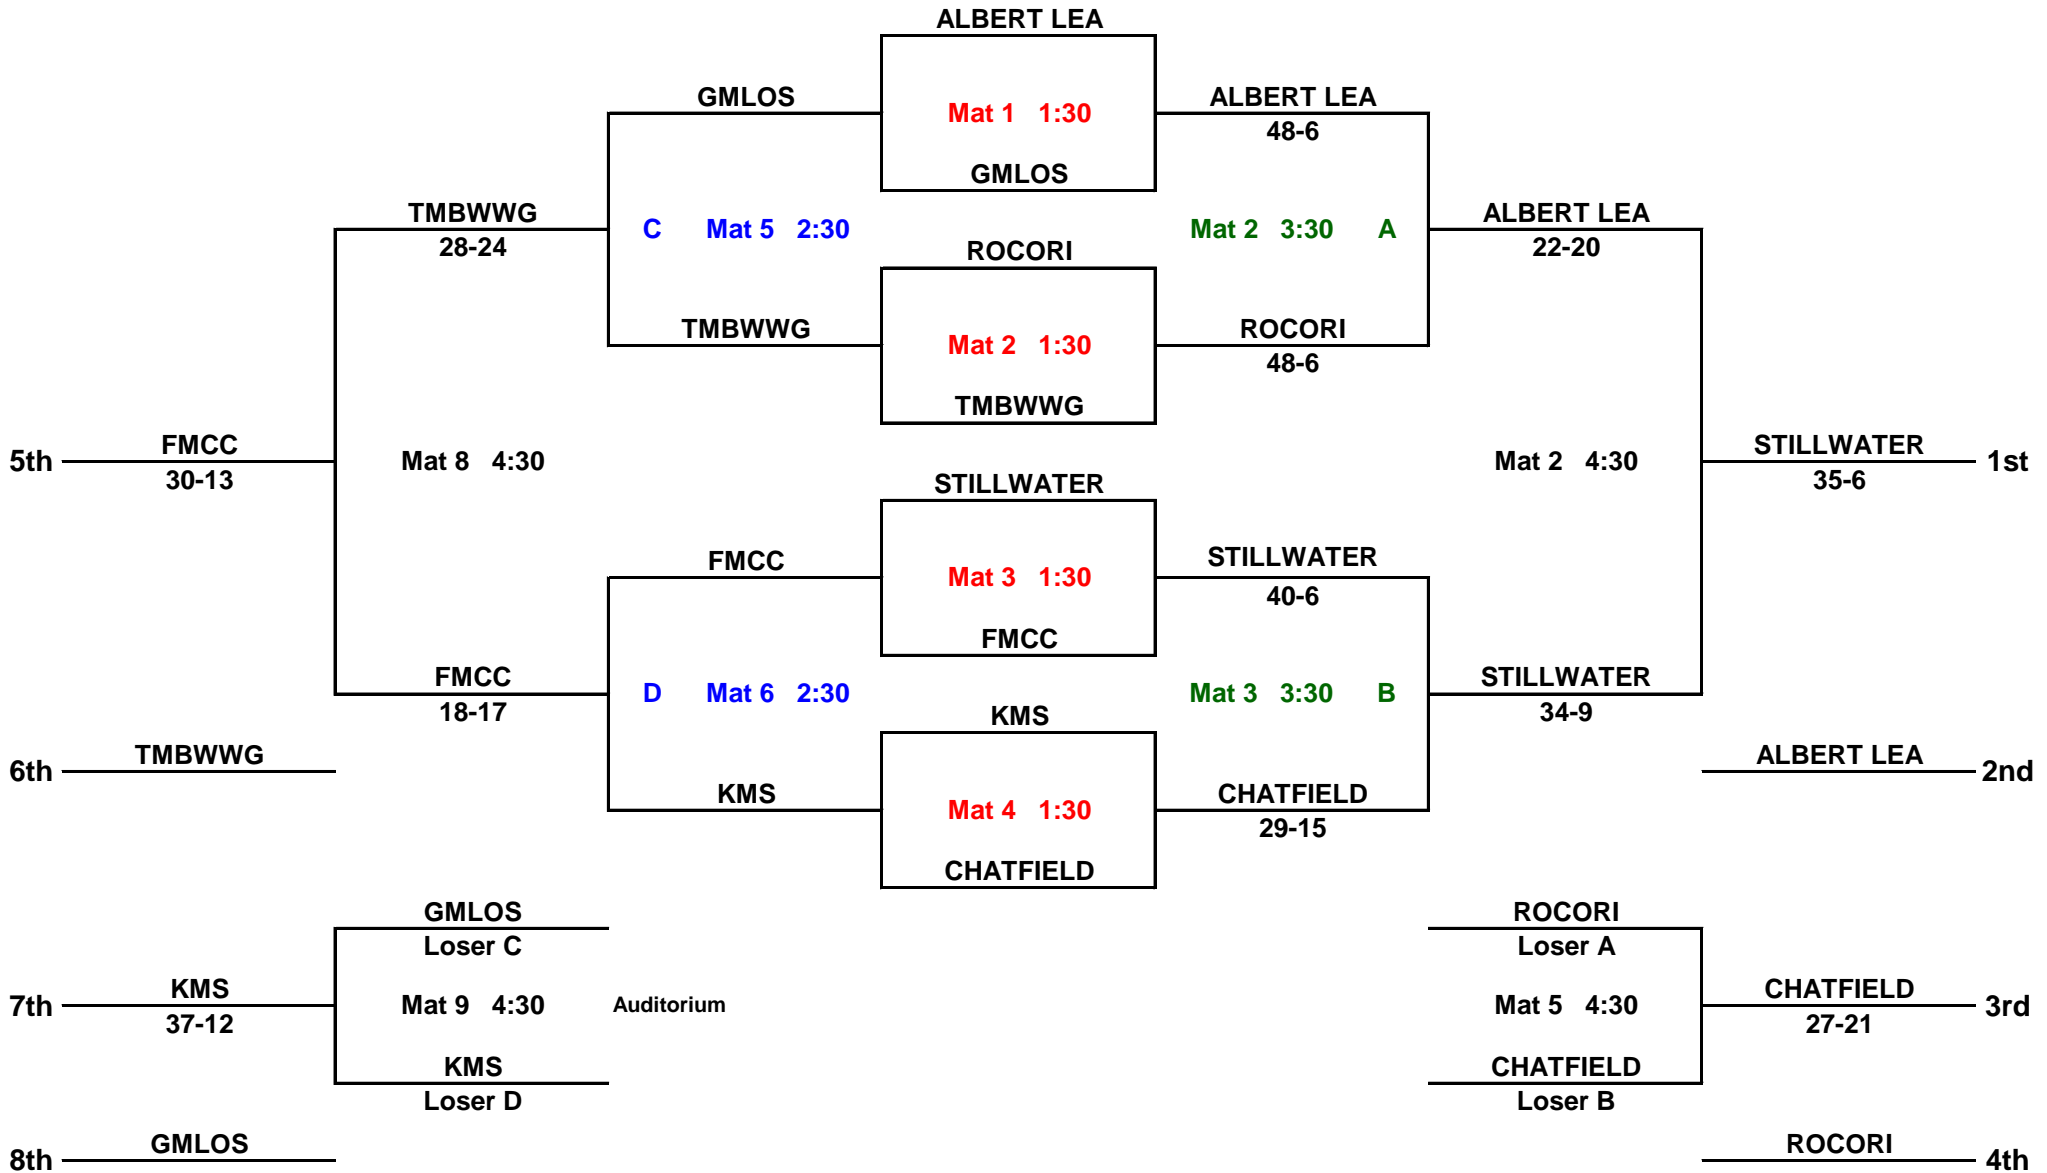 ALBERT LEA
GMLOS
Mat 1 1:30
ALBERT LEA
48-6
GMLOS
TMBWWG
28-24
C Mat 5 2:30
Mat 2 3:30 A
ALBERT LEA
22-20
ROCORI
TMBWWG
Mat 2 1:30
ROCORI
48-6
TMBWWG
5th
FMCC
30-13
Mat 8 4:30
Mat 2 4:30
STILLWATER
35-6
1st
STILLWATER
FMCC
Mat 3 1:30
STILLWATER
40-6
FMCC
FMCC
18-17
D Mat 6 2:30
Mat 3 3:30 B
STILLWATER
34-9
KMS
6th
TMBWWG
ALBERT LEA
2nd
KMS
Mat 4 1:30
CHATFIELD
29-15
CHATFIELD
GMLOS
Loser C
ROCORI
Loser A
7th
KMS
37-12
Mat 9 4:30
Auditorium
Mat 5 4:30
CHATFIELD
27-21
3rd
KMS
Loser D
CHATFIELD
Loser B
8th
GMLOS
ROCORI
4th